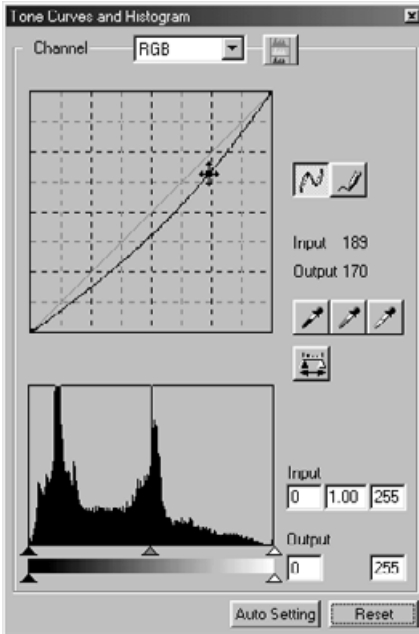 Tone Curves and Histogram
Channel RGB
Input 189
Output 170
Input
0 1.00 255
Output
0 255
Auto Setting Reset